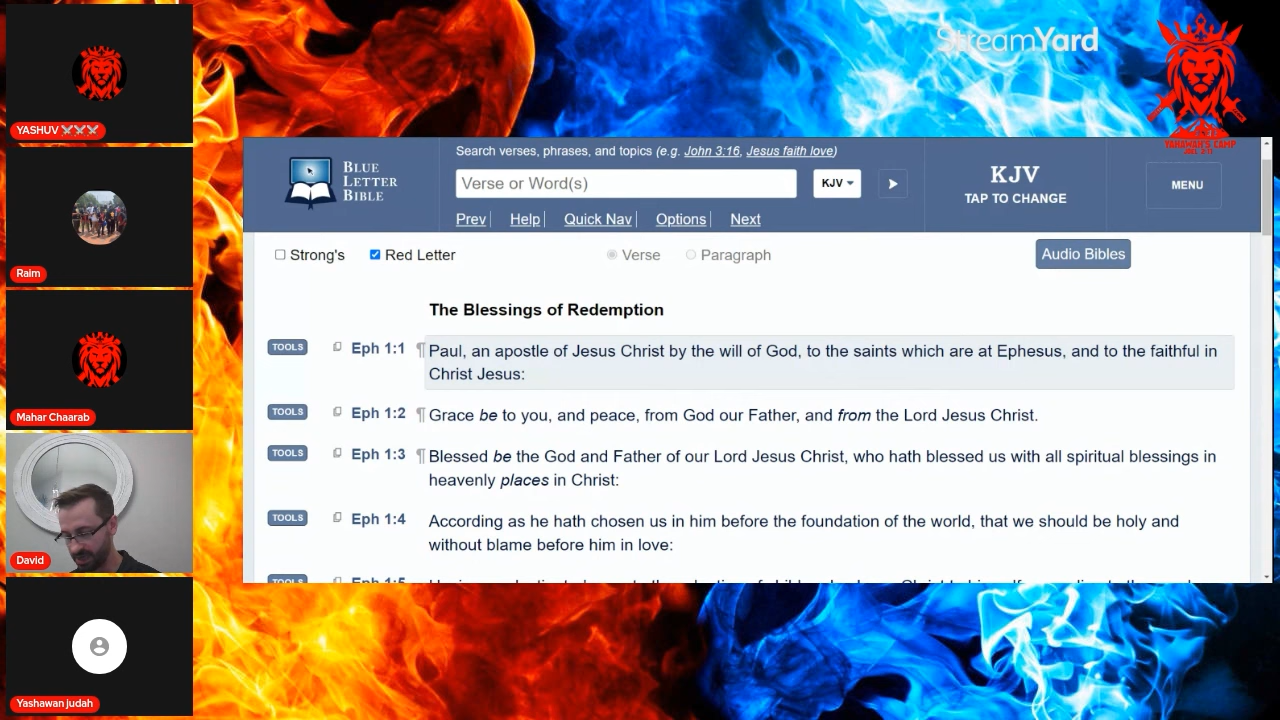 YASHUV ⚔⚔⚔
Raim
Mahar Chaarab
David
Yashawan judah
StreamYard
YAHAWAH'S CAMP
BLUE
LETTER
BIBLE
Search verses, phrases, and topics (e.g. John 3:16, Jesus faith love)
Verse or Word(s)
KJV
Prev Help Quick Nav Options Next
KJV
TAP TO CHANGE
MENU
Strong's Red Letter Verse Paragraph Audio Bibles
The Blessings of Redemption
TOOLS Eph 1:1 ¶ Paul, an apostle of Jesus Christ by the will of God, to the saints which are at Ephesus, and to the faithful in
Christ Jesus:
TOOLS Eph 1:2 ¶ Grace be to you, and peace, from God our Father, and from the Lord Jesus Christ.
TOOLS Eph 1:3 ¶ Blessed be the God and Father of our Lord Jesus Christ, who hath blessed us with all spiritual blessings in
heavenly places in Christ:
TOOLS Eph 1:4 According as he hath chosen us in him before the foundation of the world, that we should be holy and
without blame before him in love:
TOOLS Eph 1:5